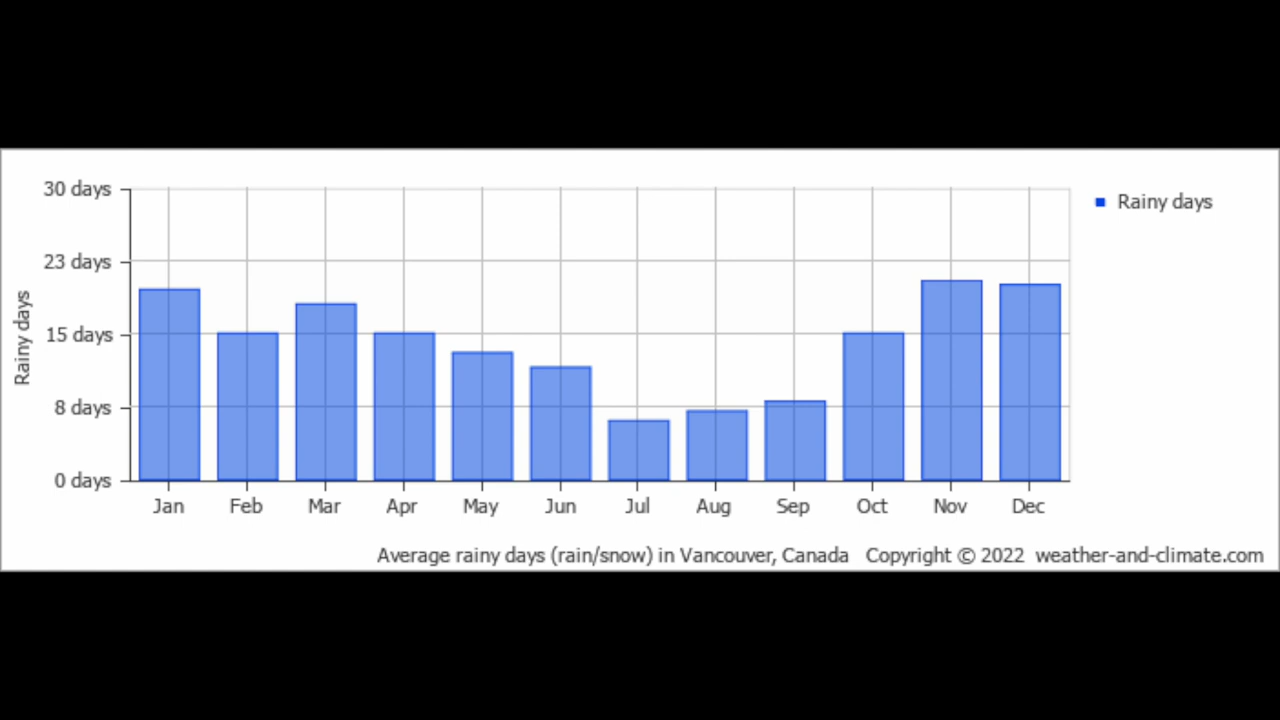 30 days
23 days
15 days
8 days
0 days
Rainy days
Rainy days
Jan Feb Mar Apr May Jun Jul Aug Sep Oct Nov Dec
Average rainy days (rain/snow) in Vancouver, Canada Copyright © 2022 weather-and-climate.com